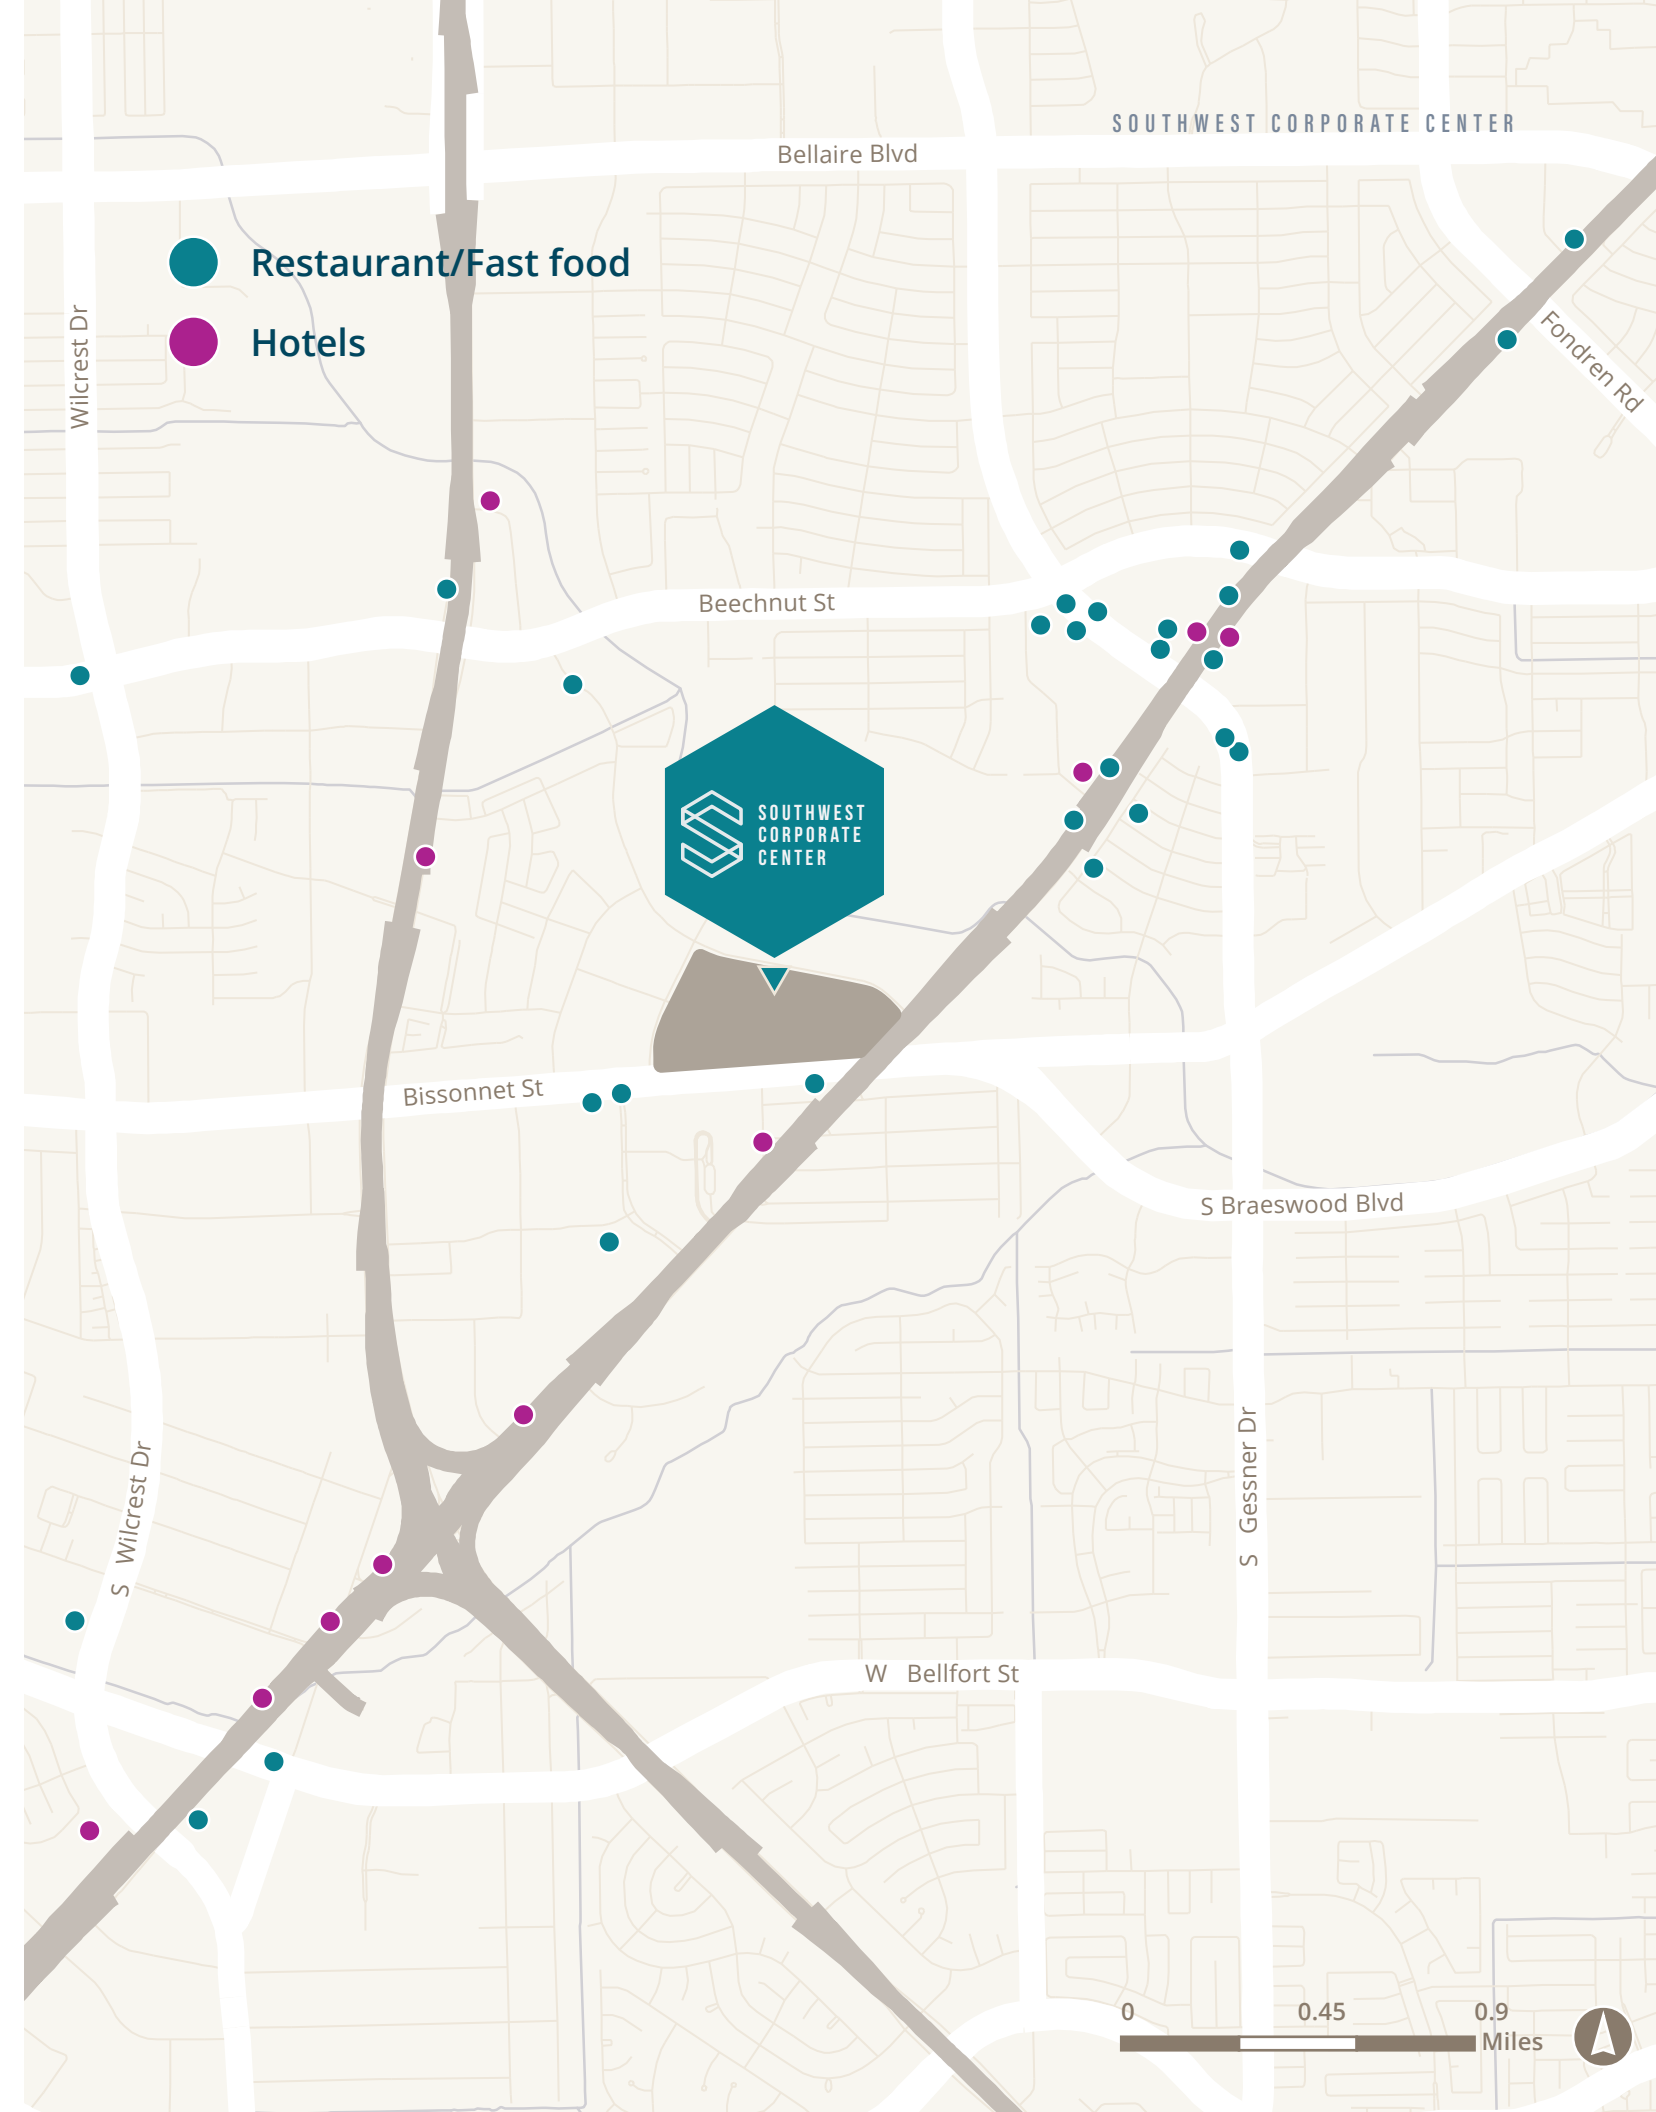 SOUTHWEST CORPORATE CENTER
Bellaire Blvd
Restaurant/Fast food
Hotels
Wilcrest Dr
Fondren Rd
Beechnut St
SOUTHWEST
CORPORATE
CENTER
Bissonnet St
S Braeswood Blvd
S Wilcrest Dr
S Gessner Dr
W Bellfort St
0 0.45 0.9
Miles